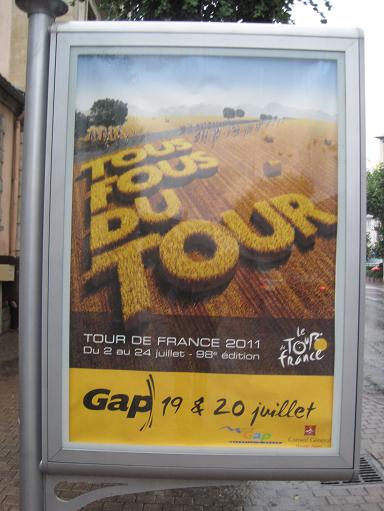 TOUS
FOUS
DU
TOUR
TOUR DE FRANCE 2011
Du 2 au 24 juillet - 98e édition
le
TOUR
de
FRANCE
Gap 19 & 20 juillet
Gap
Conseil Général